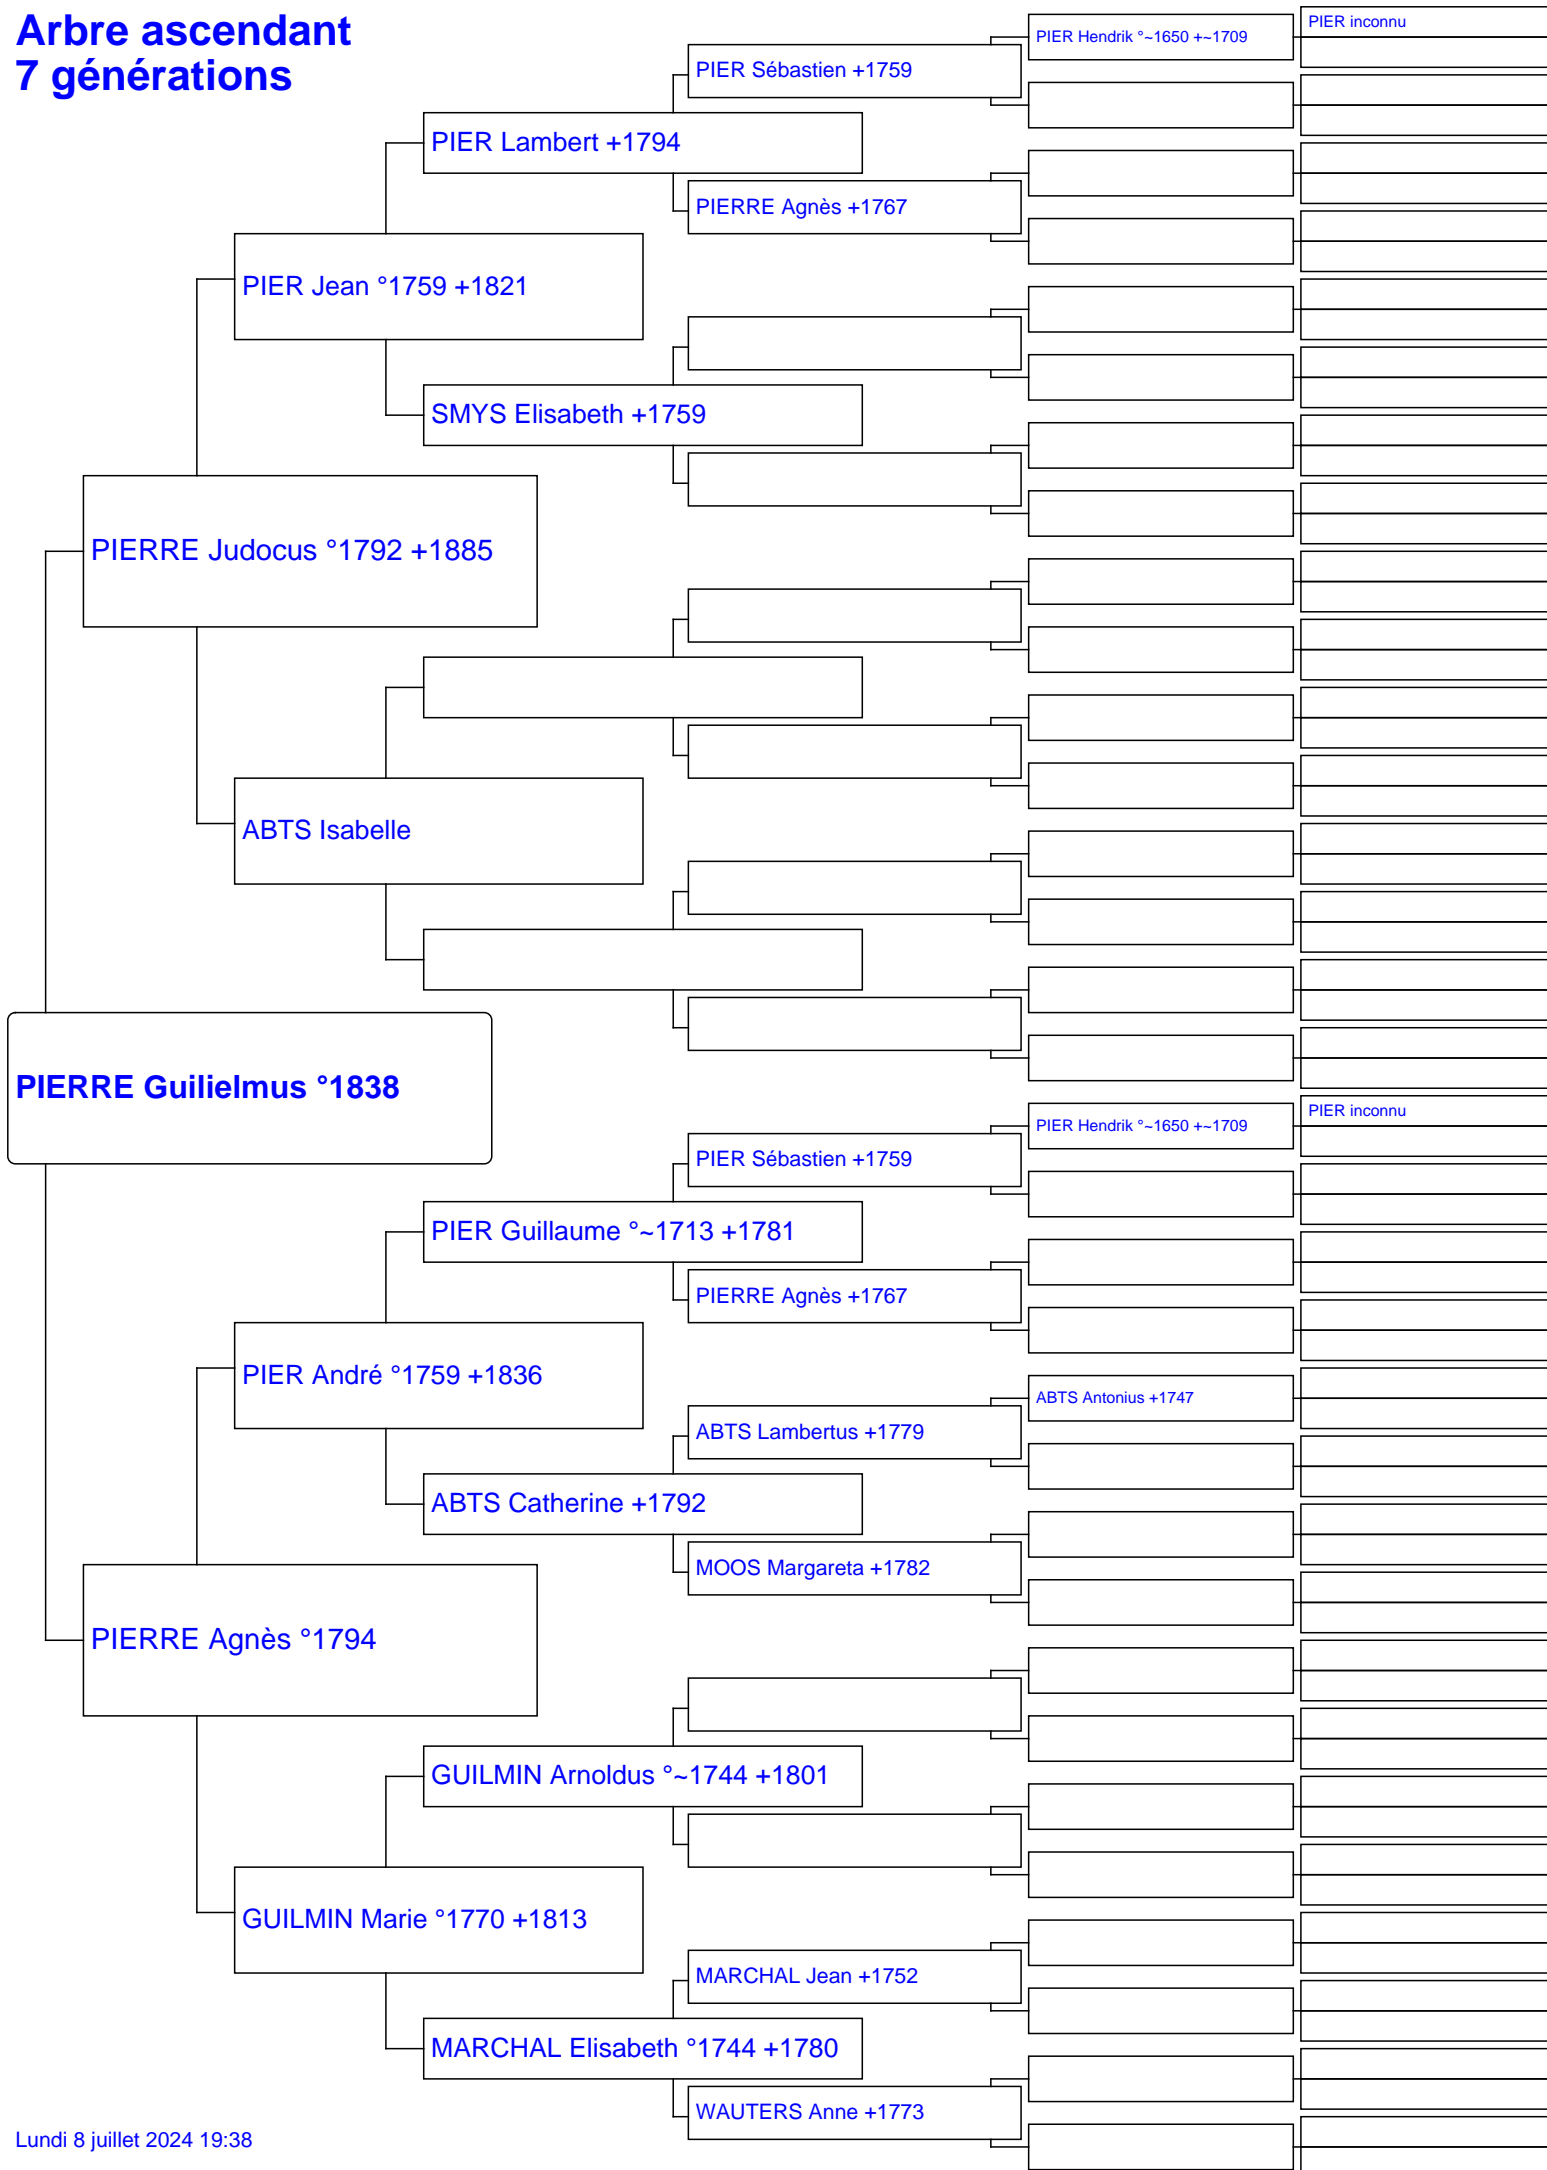 Arbre ascendant
7 générations
PIER inconnu
PIER Hendrik °~1650 +~1709
PIER Sébastien +1759
PIER Lambert +1794
PIERRE Agnès +1767
PIER Jean °1759 +1821
SMYS Elisabeth +1759
PIERRE Judocus °1792 +1885
ABTS Isabelle
PIERRE Guilielmus °1838
PIER inconnu
PIER Hendrik °~1650 +~1709
PIER Sébastien +1759
PIER Guillaume °~1713 +1781
PIERRE Agnès +1767
PIER André °1759 +1836
ABTS Antonius +1747
ABTS Lambertus +1779
ABTS Catherine +1792
MOOS Margareta +1782
PIERRE Agnès °1794
GUILMIN Arnoldus °~1744 +1801
GUILMIN Marie °1770 +1813
MARCHAL Jean +1752
MARCHAL Elisabeth °1744 +1780
WAUTERS Anne +1773
Lundi 8 juillet 2024 19:38